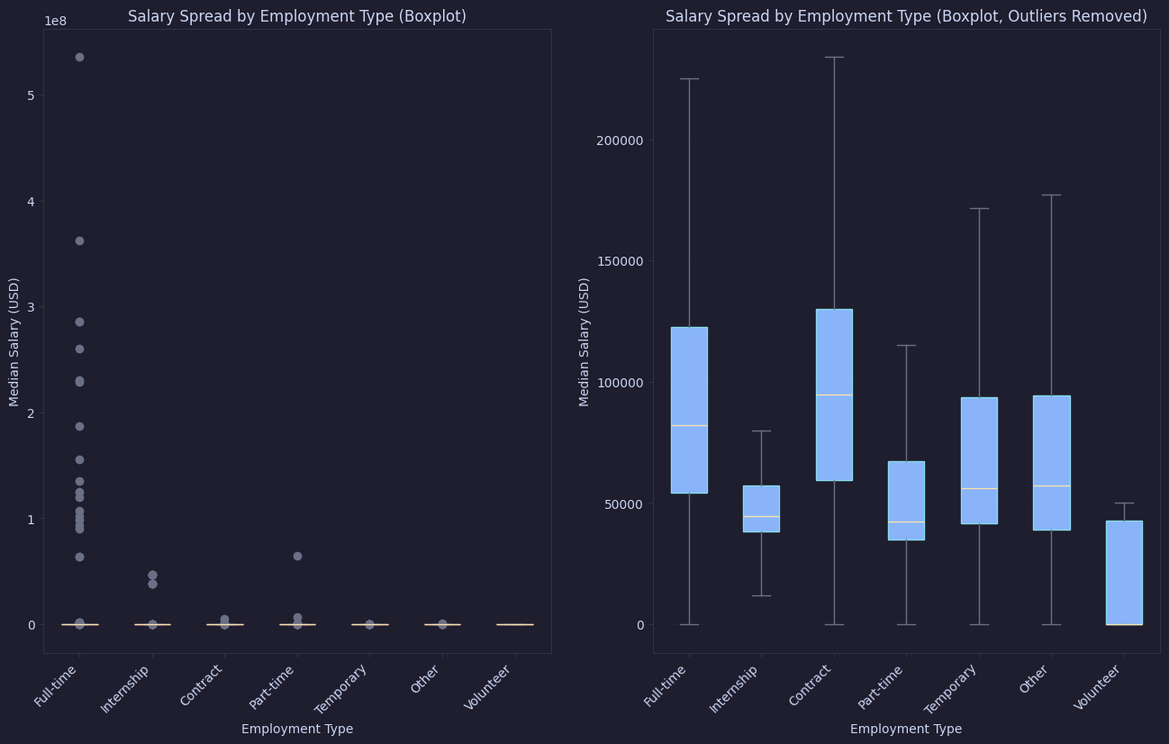 Salary Spread by Employment Type (Boxplot)
1e8
Median Salary (USD)
5
4
3
2
1
0
Full-time
Internship
Contract
Part-time
Temporary
Other
Volunteer
Employment Type
Salary Spread by Employment Type (Boxplot, Outliers Removed)
Median Salary (USD)
200000
150000
100000
50000
0
Full-time
Internship
Contract
Part-time
Temporary
Other
Volunteer
Employment Type